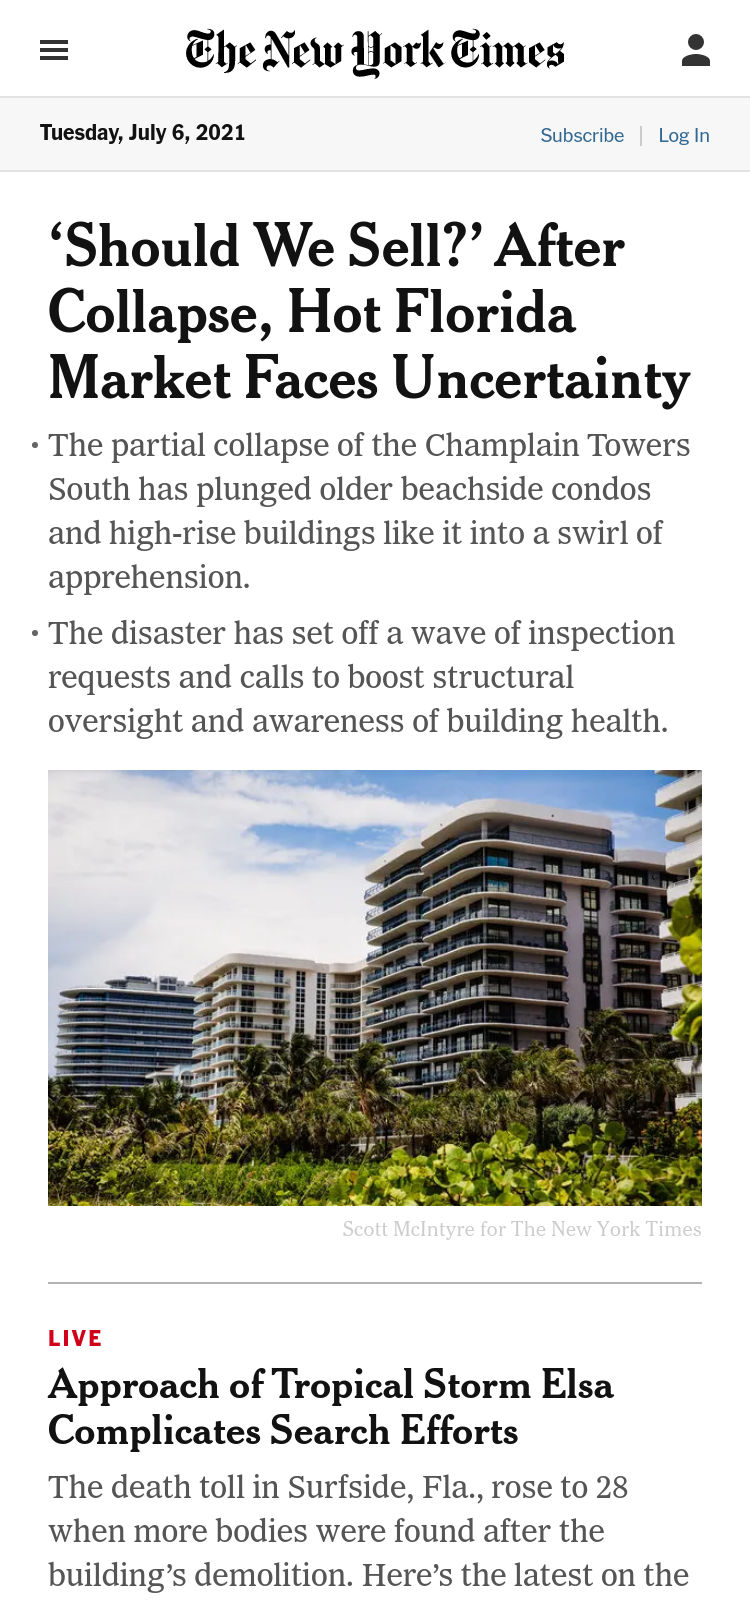 The New York Times
Tuesday, July 6, 2021
Subscribe | Log In
‘Should We Sell?’ After
Collapse, Hot Florida
Market Faces Uncertainty
• The partial collapse of the Champlain Towers
South has plunged older beachside condos
and high-rise buildings like it into a swirl of
apprehension.
• The disaster has set off a wave of inspection
requests and calls to boost structural
oversight and awareness of building health.
Scott McIntyre for The New York Times
LIVE
Approach of Tropical Storm Elsa
Complicates Search Efforts
The death toll in Surfside, Fla., rose to 28
when more bodies were found after the
building’s demolition. Here’s the latest on the